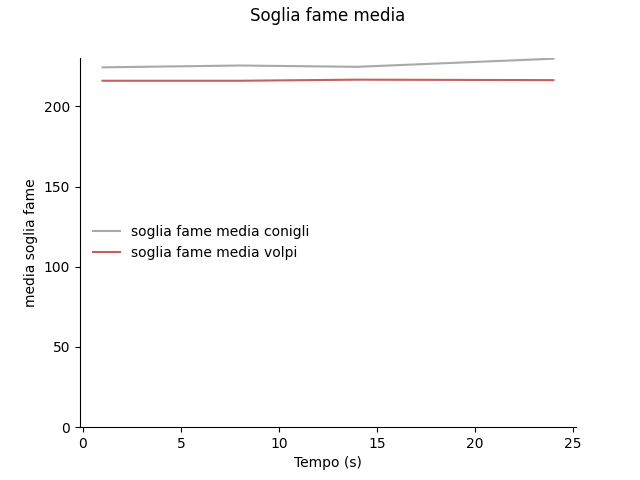 Soglia fame media
200
150
100
50
0
media soglia fame
soglia fame media conigli
soglia fame media volpi
0 5 10 15 20 25
Tempo (s)